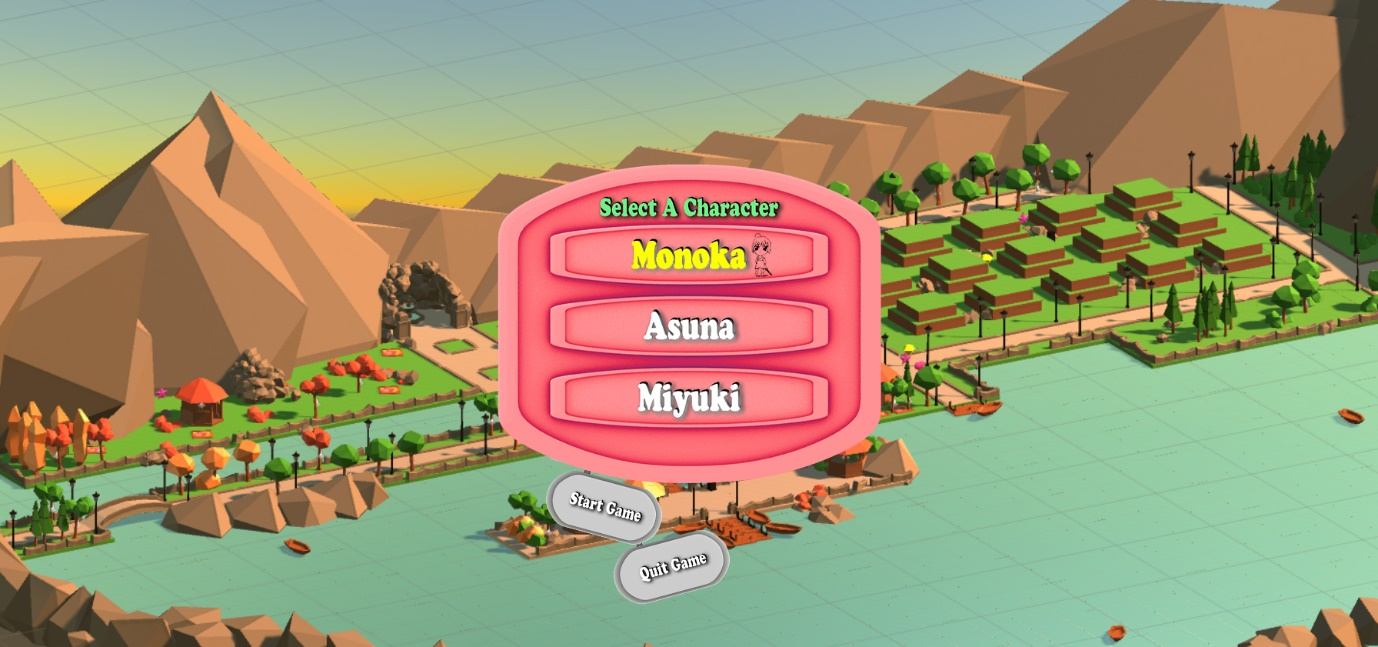 Select A Character
Monoka
Asuna
Miyuki
Start Game
Quit Game